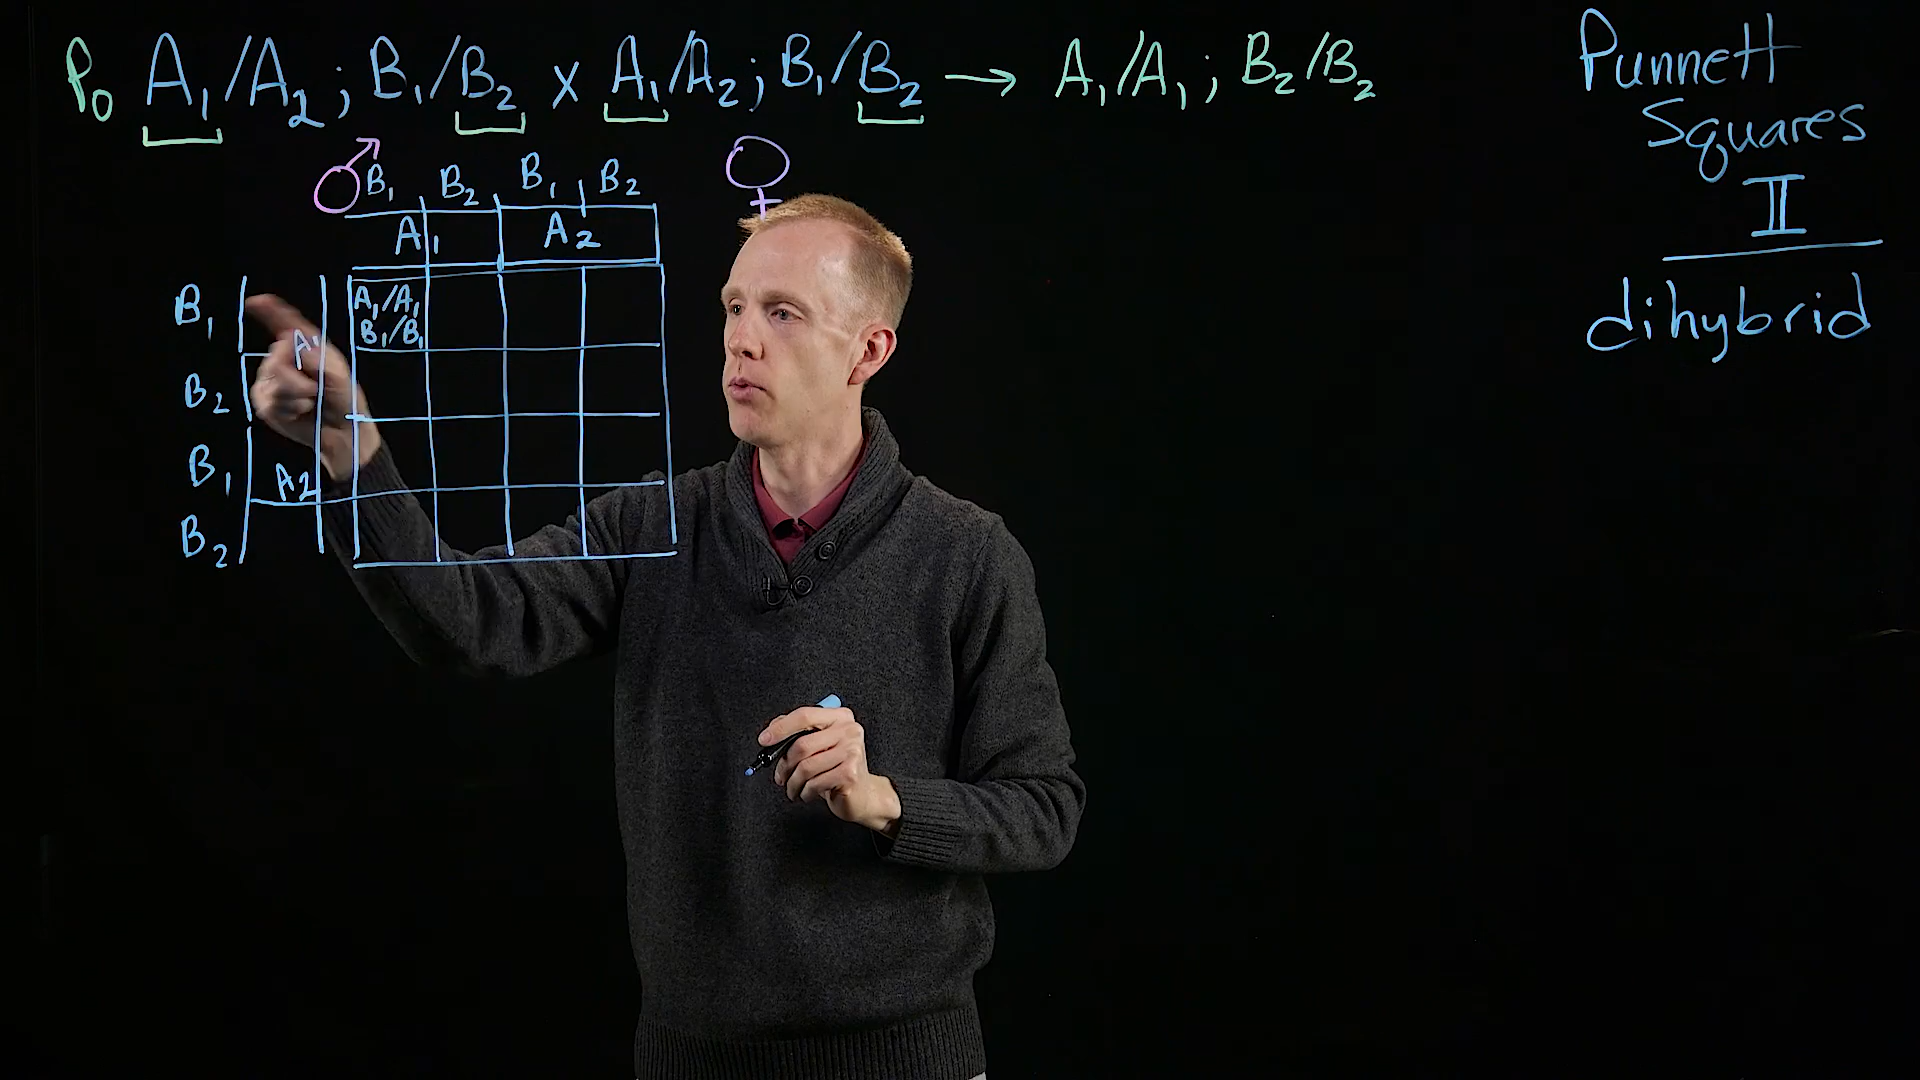 P0 A1/A2; B1/B2 x A1/A2; B1/B2 → A1/A1; B2/B2
Punnett
Squares
II
dihybrid
♂ ♀
B1 B2 B1 B2
A1 A2
B1 A1 A1/A1
B1/B1
B2
B1 A2
B2